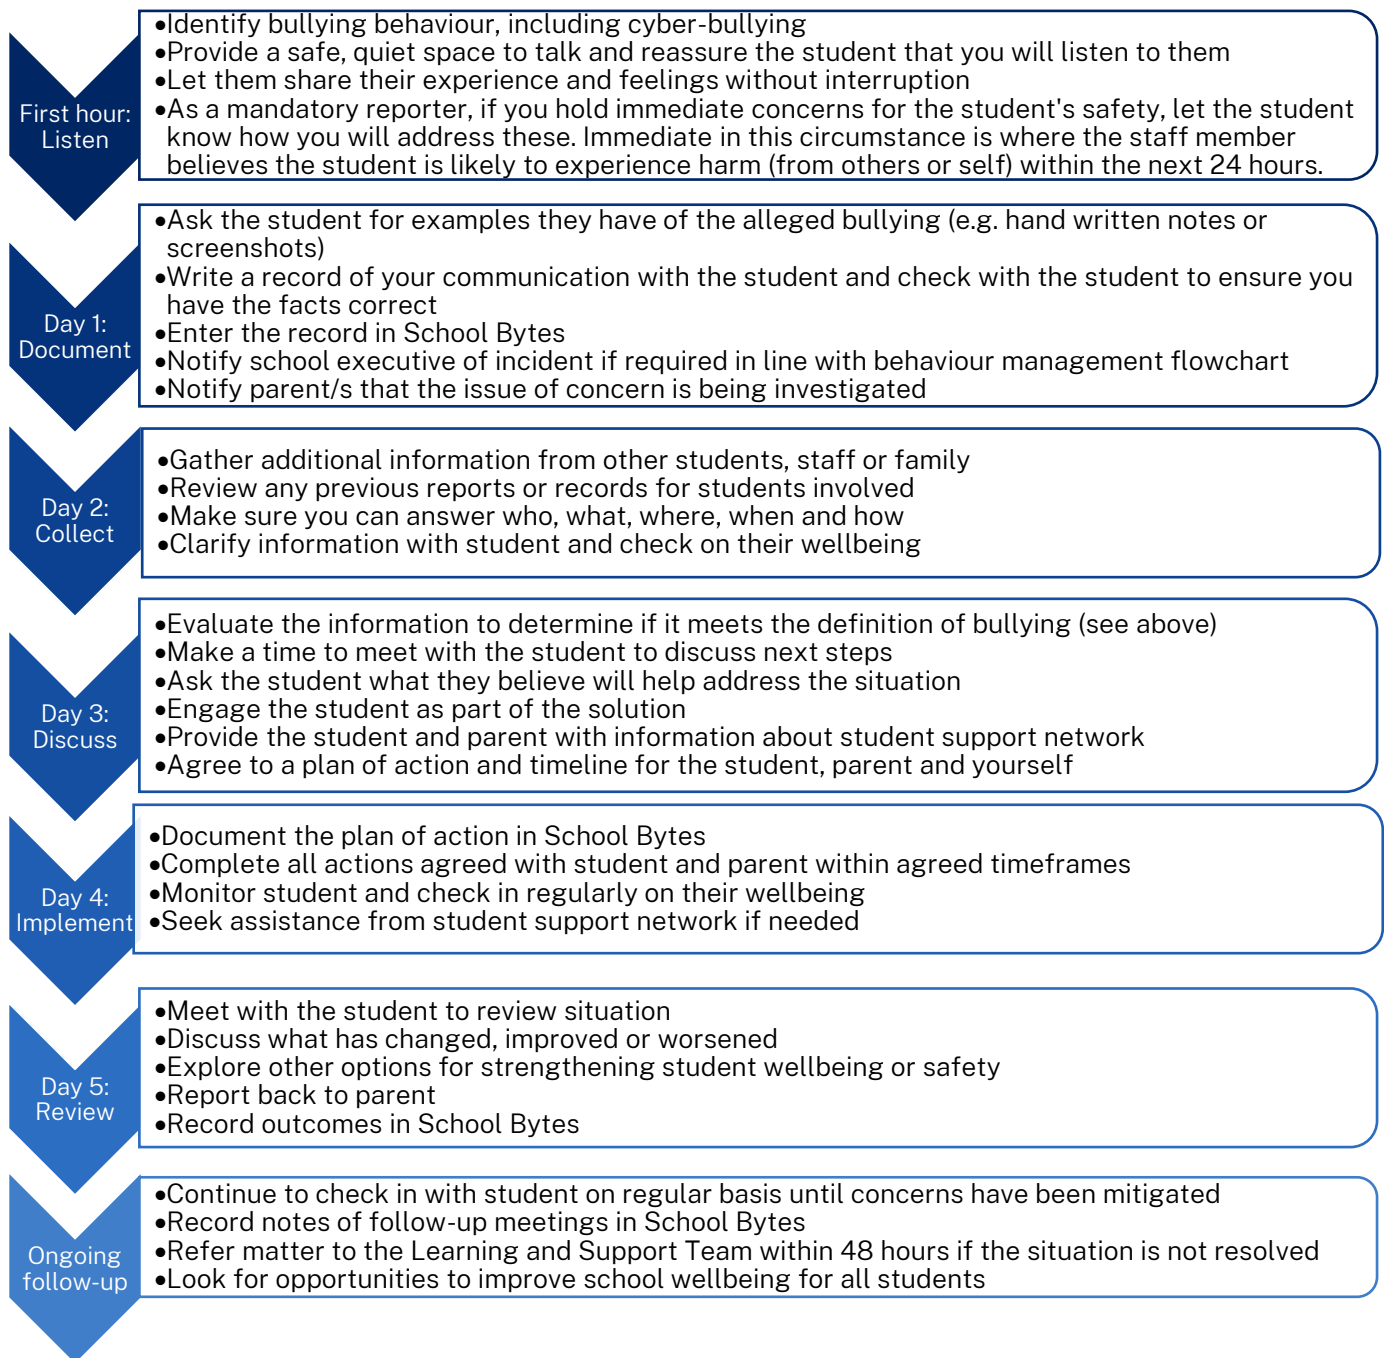 First hour:
Listen
•Identify bullying behaviour, including cyber-bullying
•Provide a safe, quiet space to talk and reassure the student that you will listen to them
•Let them share their experience and feelings without interruption
•As a mandatory reporter, if you hold immediate concerns for the student's safety, let the student
know how you will address these. Immediate in this circumstance is where the staff member
believes the student is likely to experience harm (from others or self) within the next 24 hours.
Day 1:
Document
•Ask the student for examples they have of the alleged bullying (e.g. hand written notes or
screenshots)
•Write a record of your communication with the student and check with the student to ensure you
have the facts correct
•Enter the record in School Bytes
•Notify school executive of incident if required in line with behaviour management flowchart
•Notify parent/s that the issue of concern is being investigated
Day 2:
Collect
•Gather additional information from other students, staff or family
•Review any previous reports or records for students involved
•Make sure you can answer who, what, where, when and how
•Clarify information with student and check on their wellbeing
Day 3:
Discuss
•Evaluate the information to determine if it meets the definition of bullying (see above)
•Make a time to meet with the student to discuss next steps
•Ask the student what they believe will help address the situation
•Engage the student as part of the solution
•Provide the student and parent with information about student support network
•Agree to a plan of action and timeline for the student, parent and yourself
Day 4:
Implement
•Document the plan of action in School Bytes
•Complete all actions agreed with student and parent within agreed timeframes
•Monitor student and check in regularly on their wellbeing
•Seek assistance from student support network if needed
Day 5:
Review
•Meet with the student to review situation
•Discuss what has changed, improved or worsened
•Explore other options for strengthening student wellbeing or safety
•Report back to parent
•Record outcomes in School Bytes
Ongoing
follow-up
•Continue to check in with student on regular basis until concerns have been mitigated
•Record notes of follow-up meetings in School Bytes
•Refer matter to the Learning and Support Team within 48 hours if the situation is not resolved
•Look for opportunities to improve school wellbeing for all students